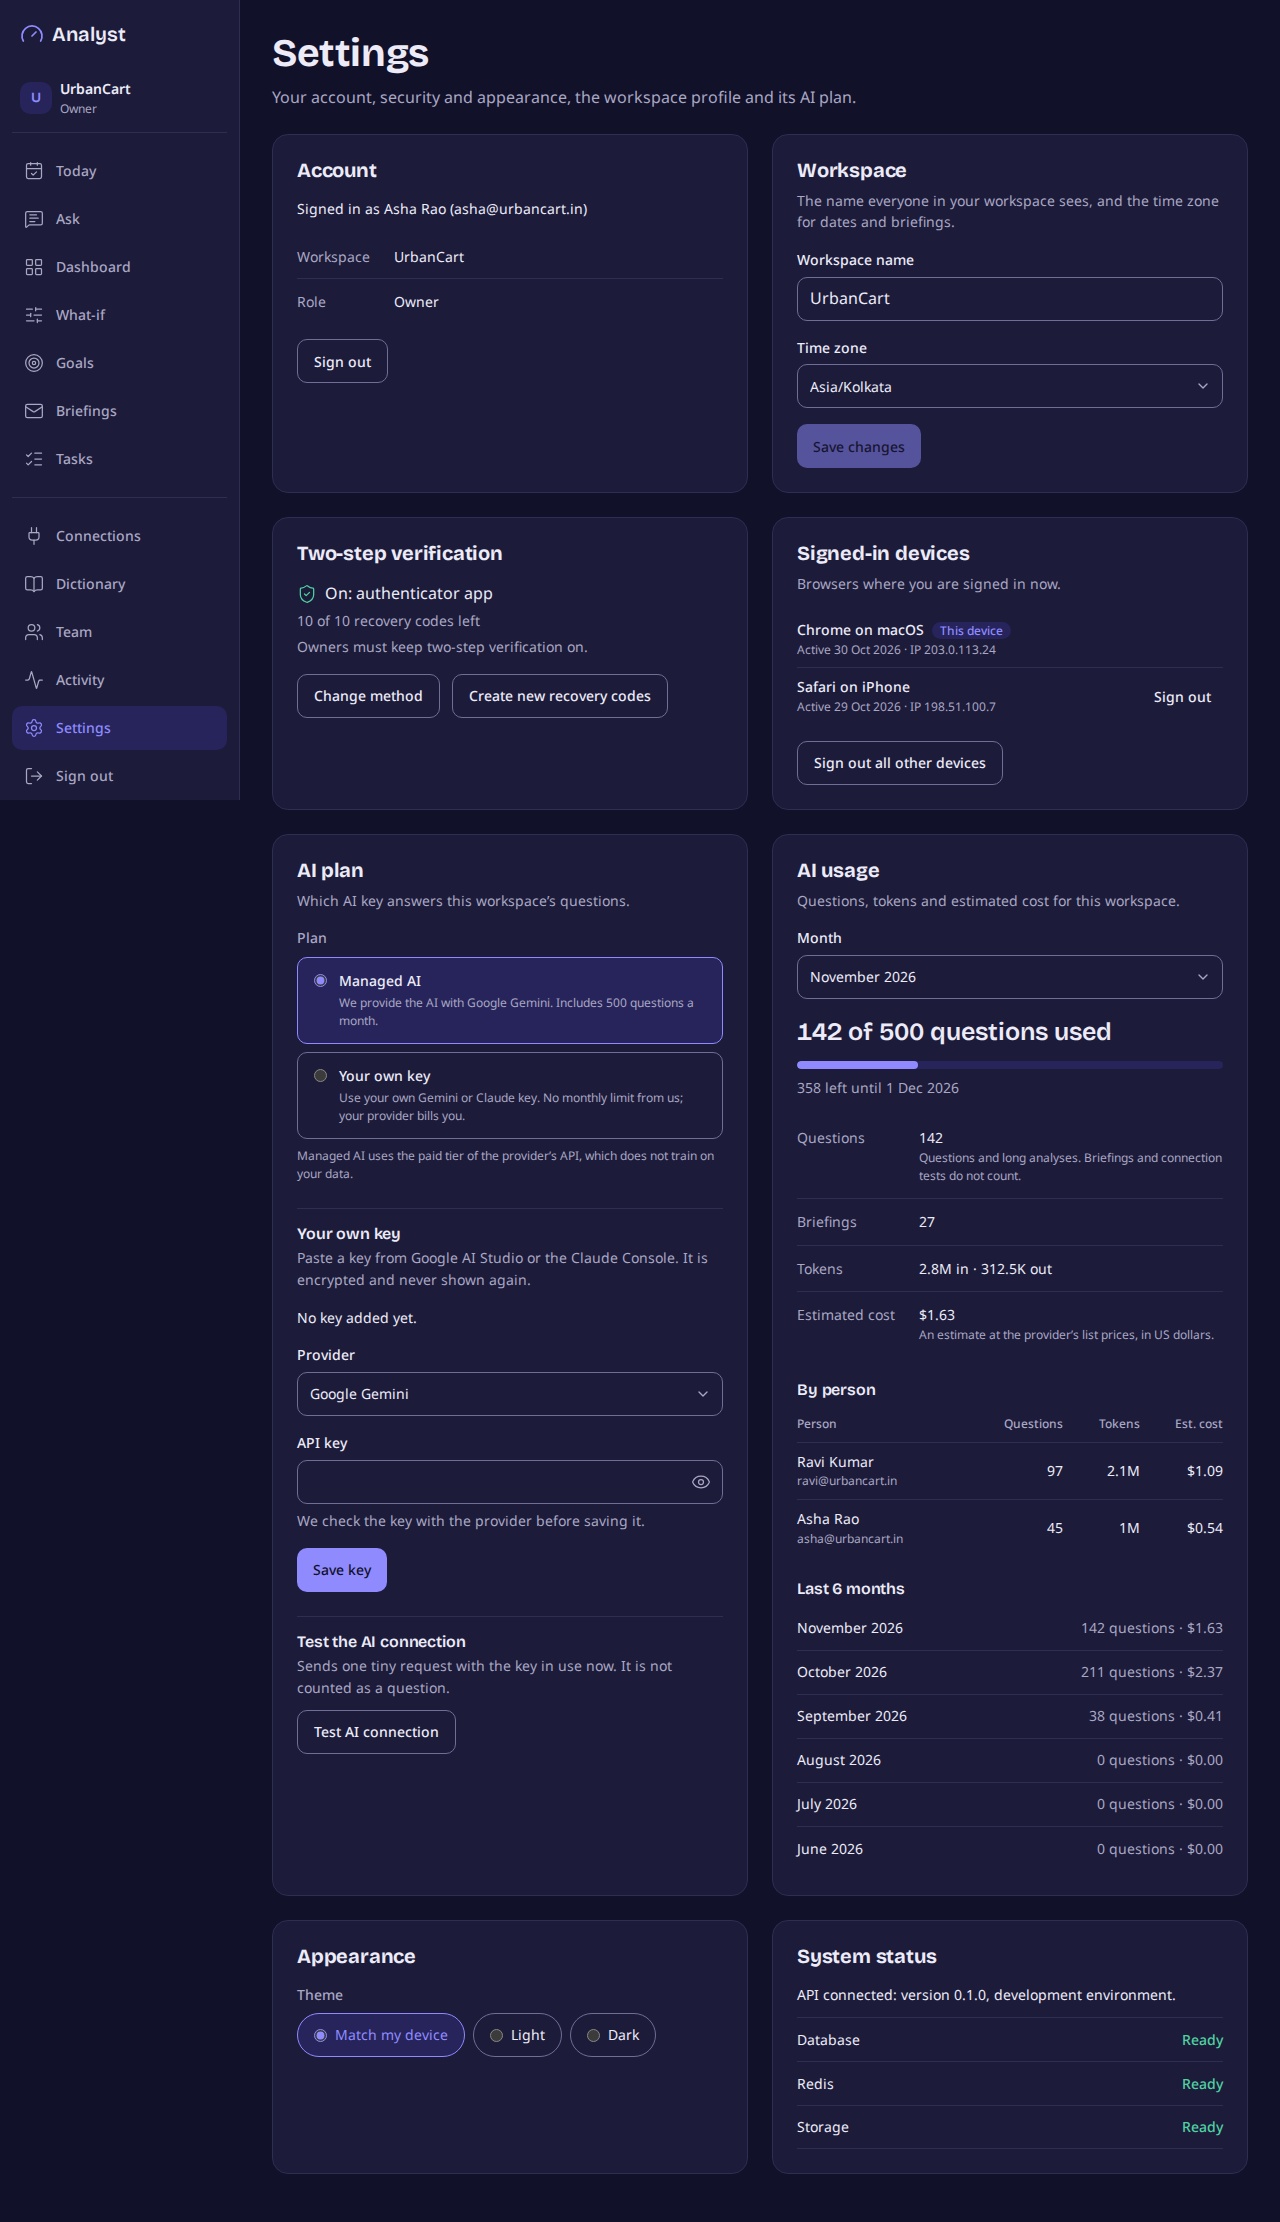 Analyst
U
UrbanCart
Owner
Today
Ask
Dashboard
What-if
Goals
Briefings
Tasks
Connections
Dictionary
Team
Activity
Settings
Sign out
Settings
Your account, security and appearance, the workspace profile and its AI plan.
Account
Signed in as Asha Rao (asha@urbancart.in)
Workspace UrbanCart
Role Owner
Sign out
Workspace
The name everyone in your workspace sees, and the time zone
for dates and briefings.
Workspace name
UrbanCart
Time zone
Asia/Kolkata
Save changes
Two-step verification
On: authenticator app
10 of 10 recovery codes left
Owners must keep two-step verification on.
Change method
Create new recovery codes
Signed-in devices
Browsers where you are signed in now.
Chrome on macOS This device
Active 30 Oct 2026 · IP 203.0.113.24
Safari on iPhone
Active 29 Oct 2026 · IP 198.51.100.7
Sign out
Sign out all other devices
AI plan
Which AI key answers this workspace’s questions.
Plan
Managed AI
We provide the AI with Google Gemini. Includes 500 questions a
month.
Your own key
Use your own Gemini or Claude key. No monthly limit from us;
your provider bills you.
Managed AI uses the paid tier of the provider’s API, which does not train on
your data.
Your own key
Paste a key from Google AI Studio or the Claude Console. It is
encrypted and never shown again.
No key added yet.
Provider
Google Gemini
API key
We check the key with the provider before saving it.
Save key
Test the AI connection
Sends one tiny request with the key in use now. It is not
counted as a question.
Test AI connection
AI usage
Questions, tokens and estimated cost for this workspace.
Month
November 2026
142 of 500 questions used
358 left until 1 Dec 2026
Questions 142
Questions and long analyses. Briefings and connection
tests do not count.
Briefings 27
Tokens 2.8M in · 312.5K out
Estimated cost $1.63
An estimate at the provider’s list prices, in US dollars.
By person
Person Questions Tokens Est. cost
Ravi Kumar
ravi@urbancart.in
97 2.1M $1.09
Asha Rao
asha@urbancart.in
45 1M $0.54
Last 6 months
November 2026 142 questions · $1.63
October 2026 211 questions · $2.37
September 2026 38 questions · $0.41
August 2026 0 questions · $0.00
July 2026 0 questions · $0.00
June 2026 0 questions · $0.00
Appearance
Theme
Match my device
Light
Dark
System status
API connected: version 0.1.0, development environment.
Database Ready
Redis Ready
Storage Ready